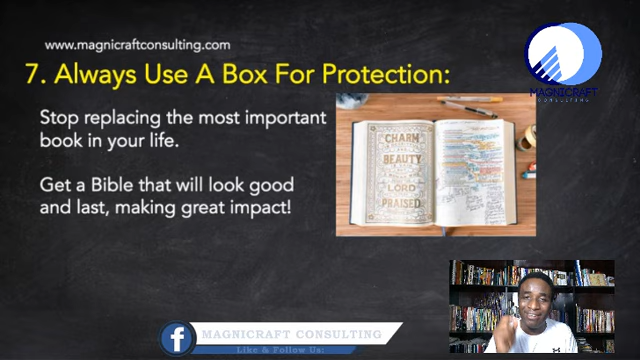 www.magnicraftconsulting.com
7. Always Use A Box For Protection:
Stop replacing the most important
book in your life.
Get a Bible that will look good
and last, making great impact!
CHARM
BEAUTY
LORD
PRAISED
MAGNICRAFT
CONSULTING
MAGNICRAFT CONSULTING
Like & Follow Us: